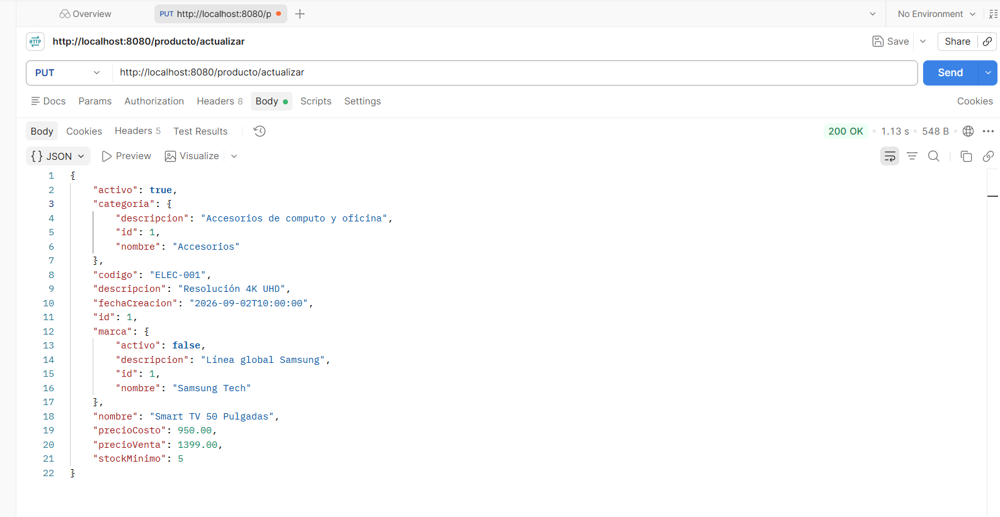 Overview
PUT http://localhost:8080/p
No Environment
HTTP http://localhost:8080/producto/actualizar
Save
Share
PUT
http://localhost:8080/producto/actualizar
Send
Docs Params Authorization Headers 8 Body Scripts Settings
Cookies
Body Cookies Headers 5 Test Results
200 OK • 1.13 s • 548 B
{} JSON Preview Visualize
1 {
2 "activo": true,
3 "categoria": {
4 "descripcion": "Accesorios de computo y oficina",
5 "id": 1,
6 "nombre": "Accesorios"
7 },
8 "codigo": "ELEC-001",
9 "descripcion": "Resolución 4K UHD",
10 "fechaCreacion": "2026-09-02T10:00:00",
11 "id": 1,
12 "marca": {
13 "activo": false,
14 "descripcion": "Línea global Samsung",
15 "id": 1,
16 "nombre": "Samsung Tech"
17 },
18 "nombre": "Smart TV 50 Pulgadas",
19 "precioCosto": 950.00,
20 "precioVenta": 1399.00,
21 "stockMinimo": 5
22 }